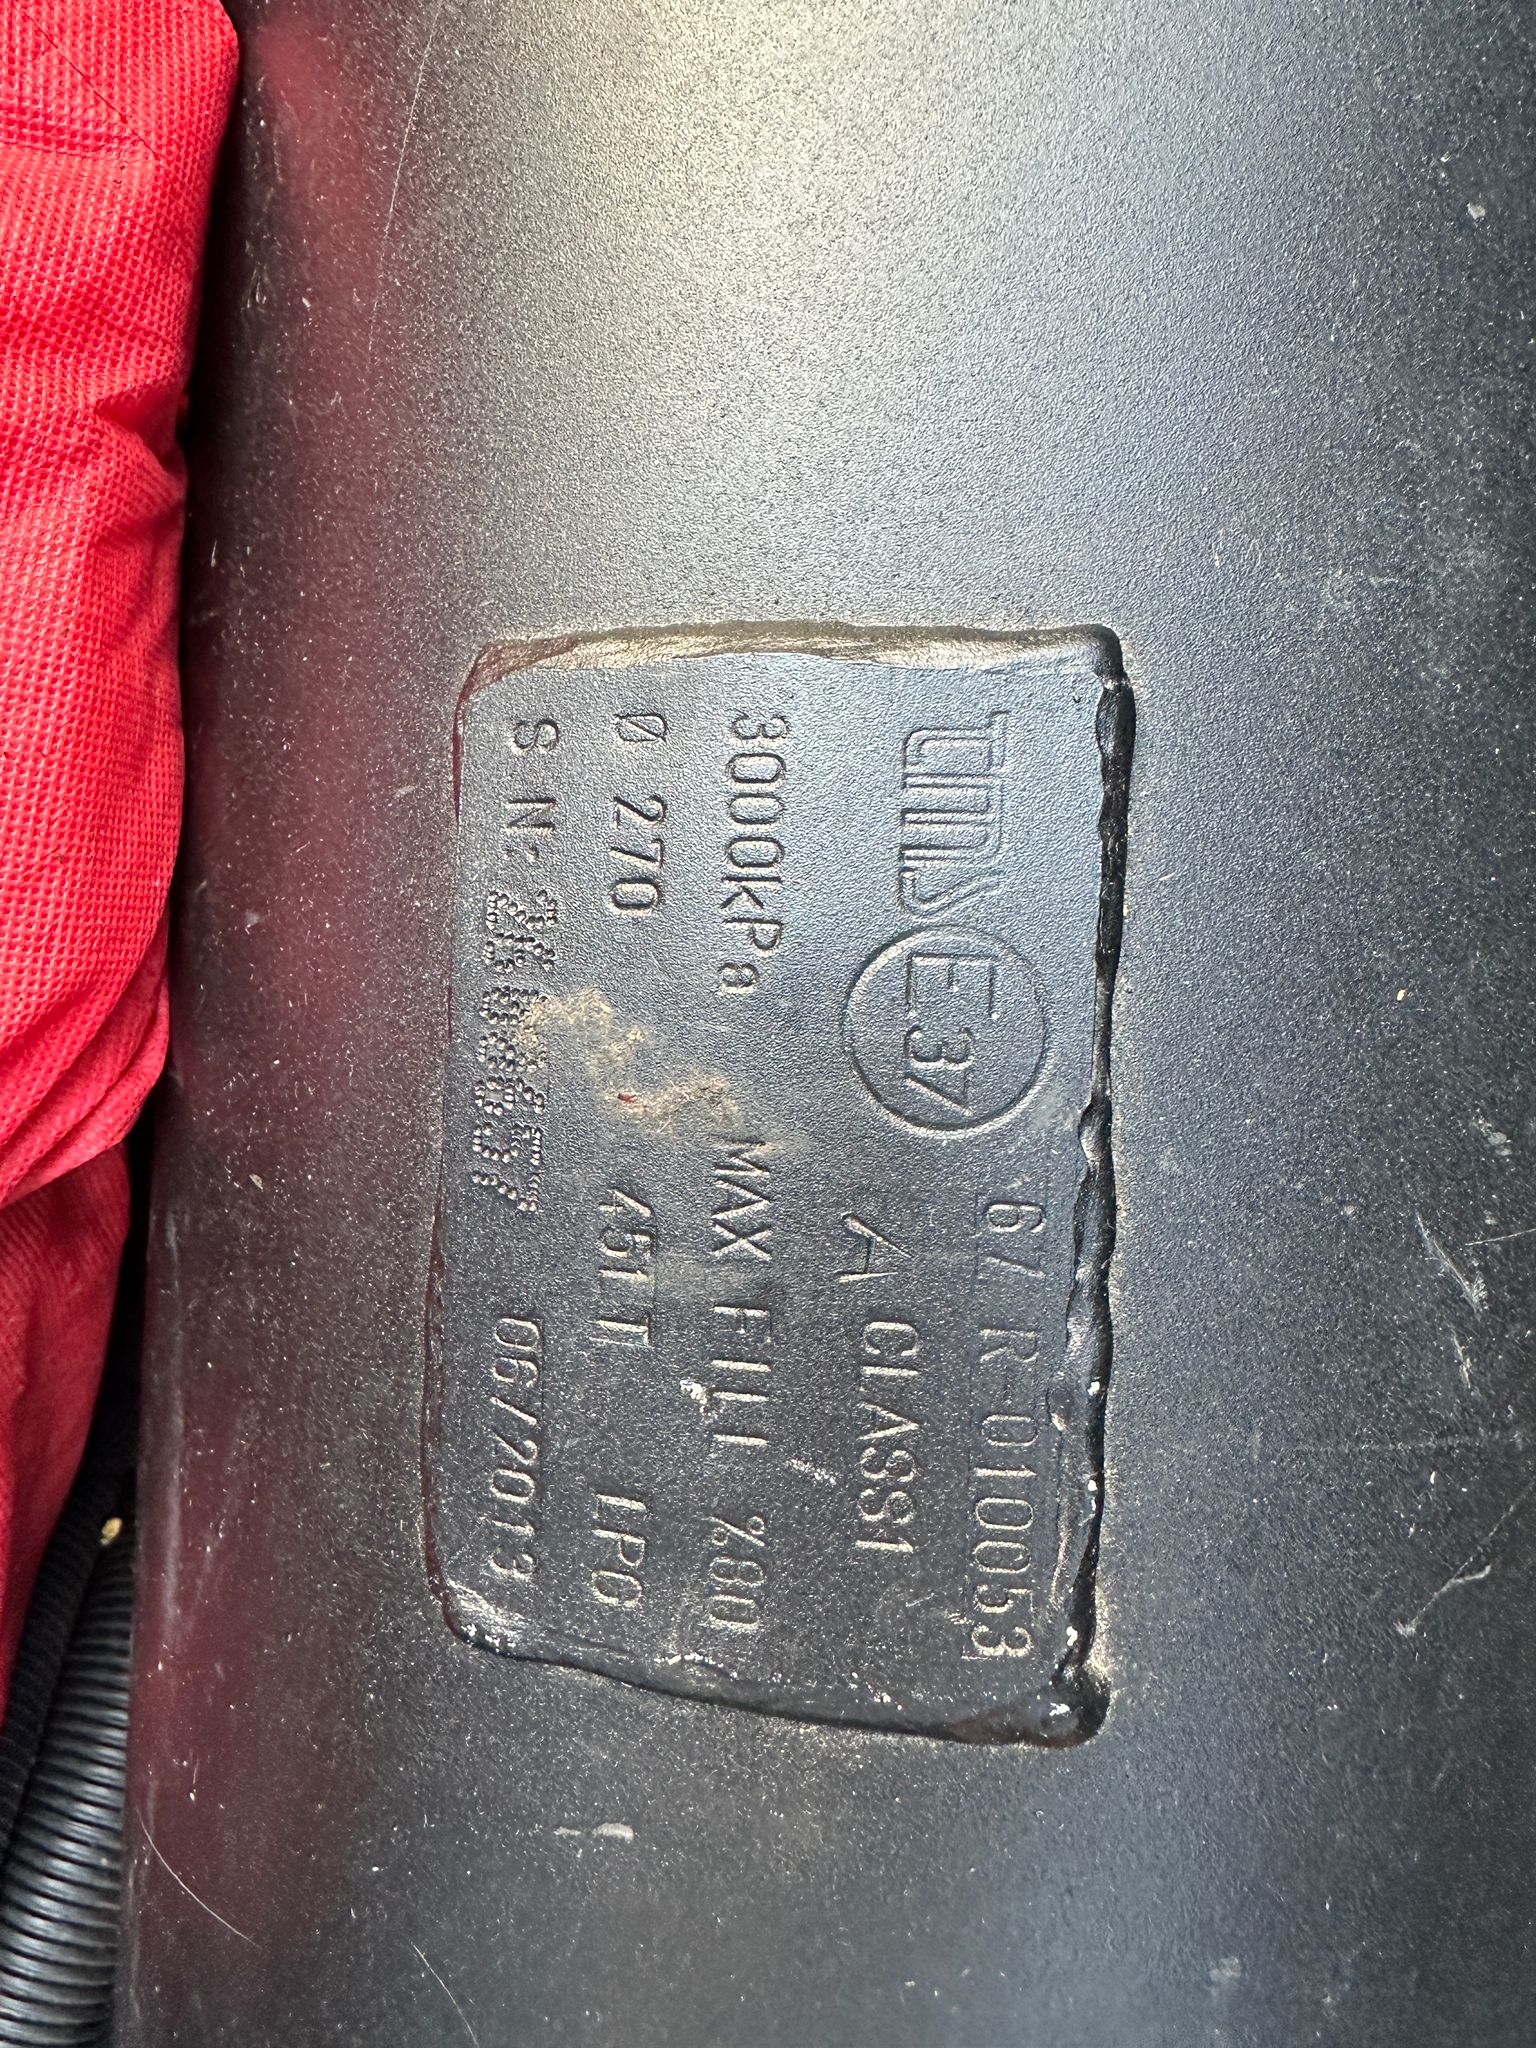 E37 67 R-010053
A CLASS1
3000kPa MAX FILL %80
Ø 270 45LT LPG
S N: 06/2013